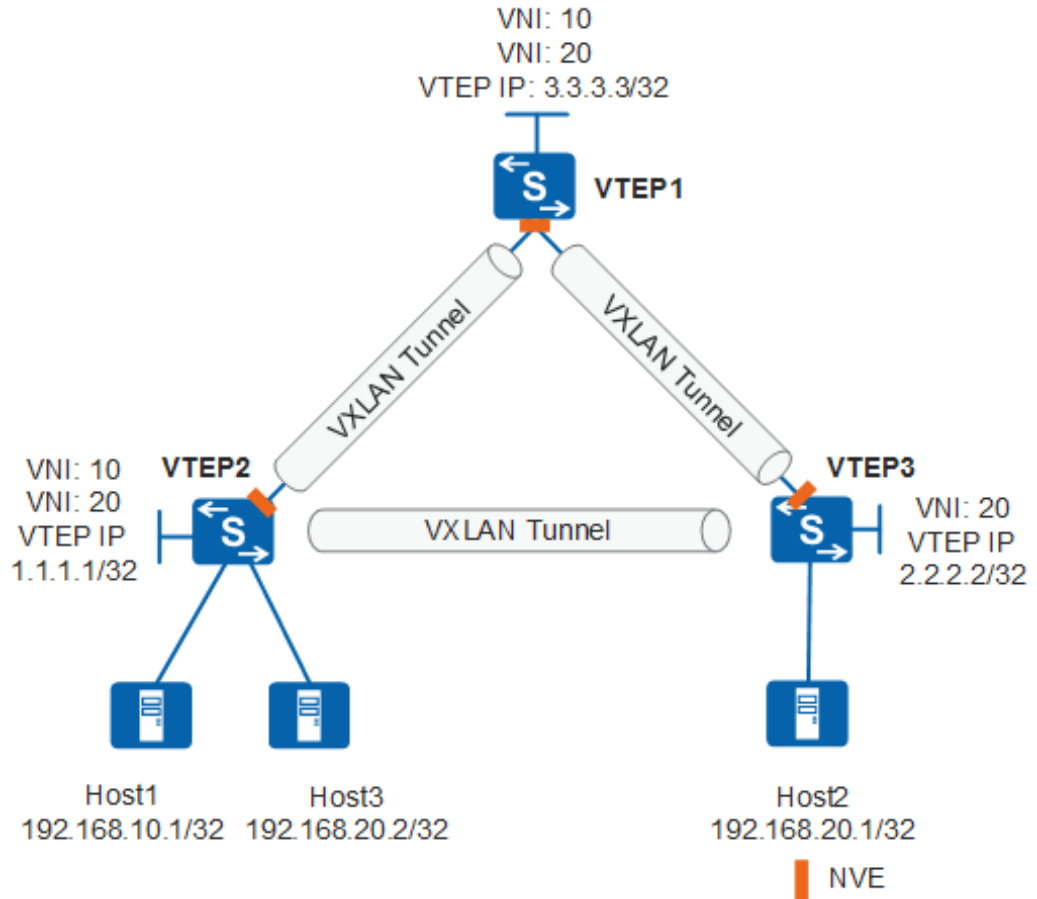 VNI: 10
VNI: 20
VTEP IP: 3.3.3.3/32
S
VTEP1
VXLAN Tunnel
VXLAN Tunnel
VNI: 10
VNI: 20
VTEP IP
1.1.1.1/32
VTEP2
S
VXLAN Tunnel
VTEP3
S
VNI: 20
VTEP IP
2.2.2.2/32
Host1
192.168.10.1/32
Host3
192.168.20.2/32
Host2
192.168.20.1/32
NVE